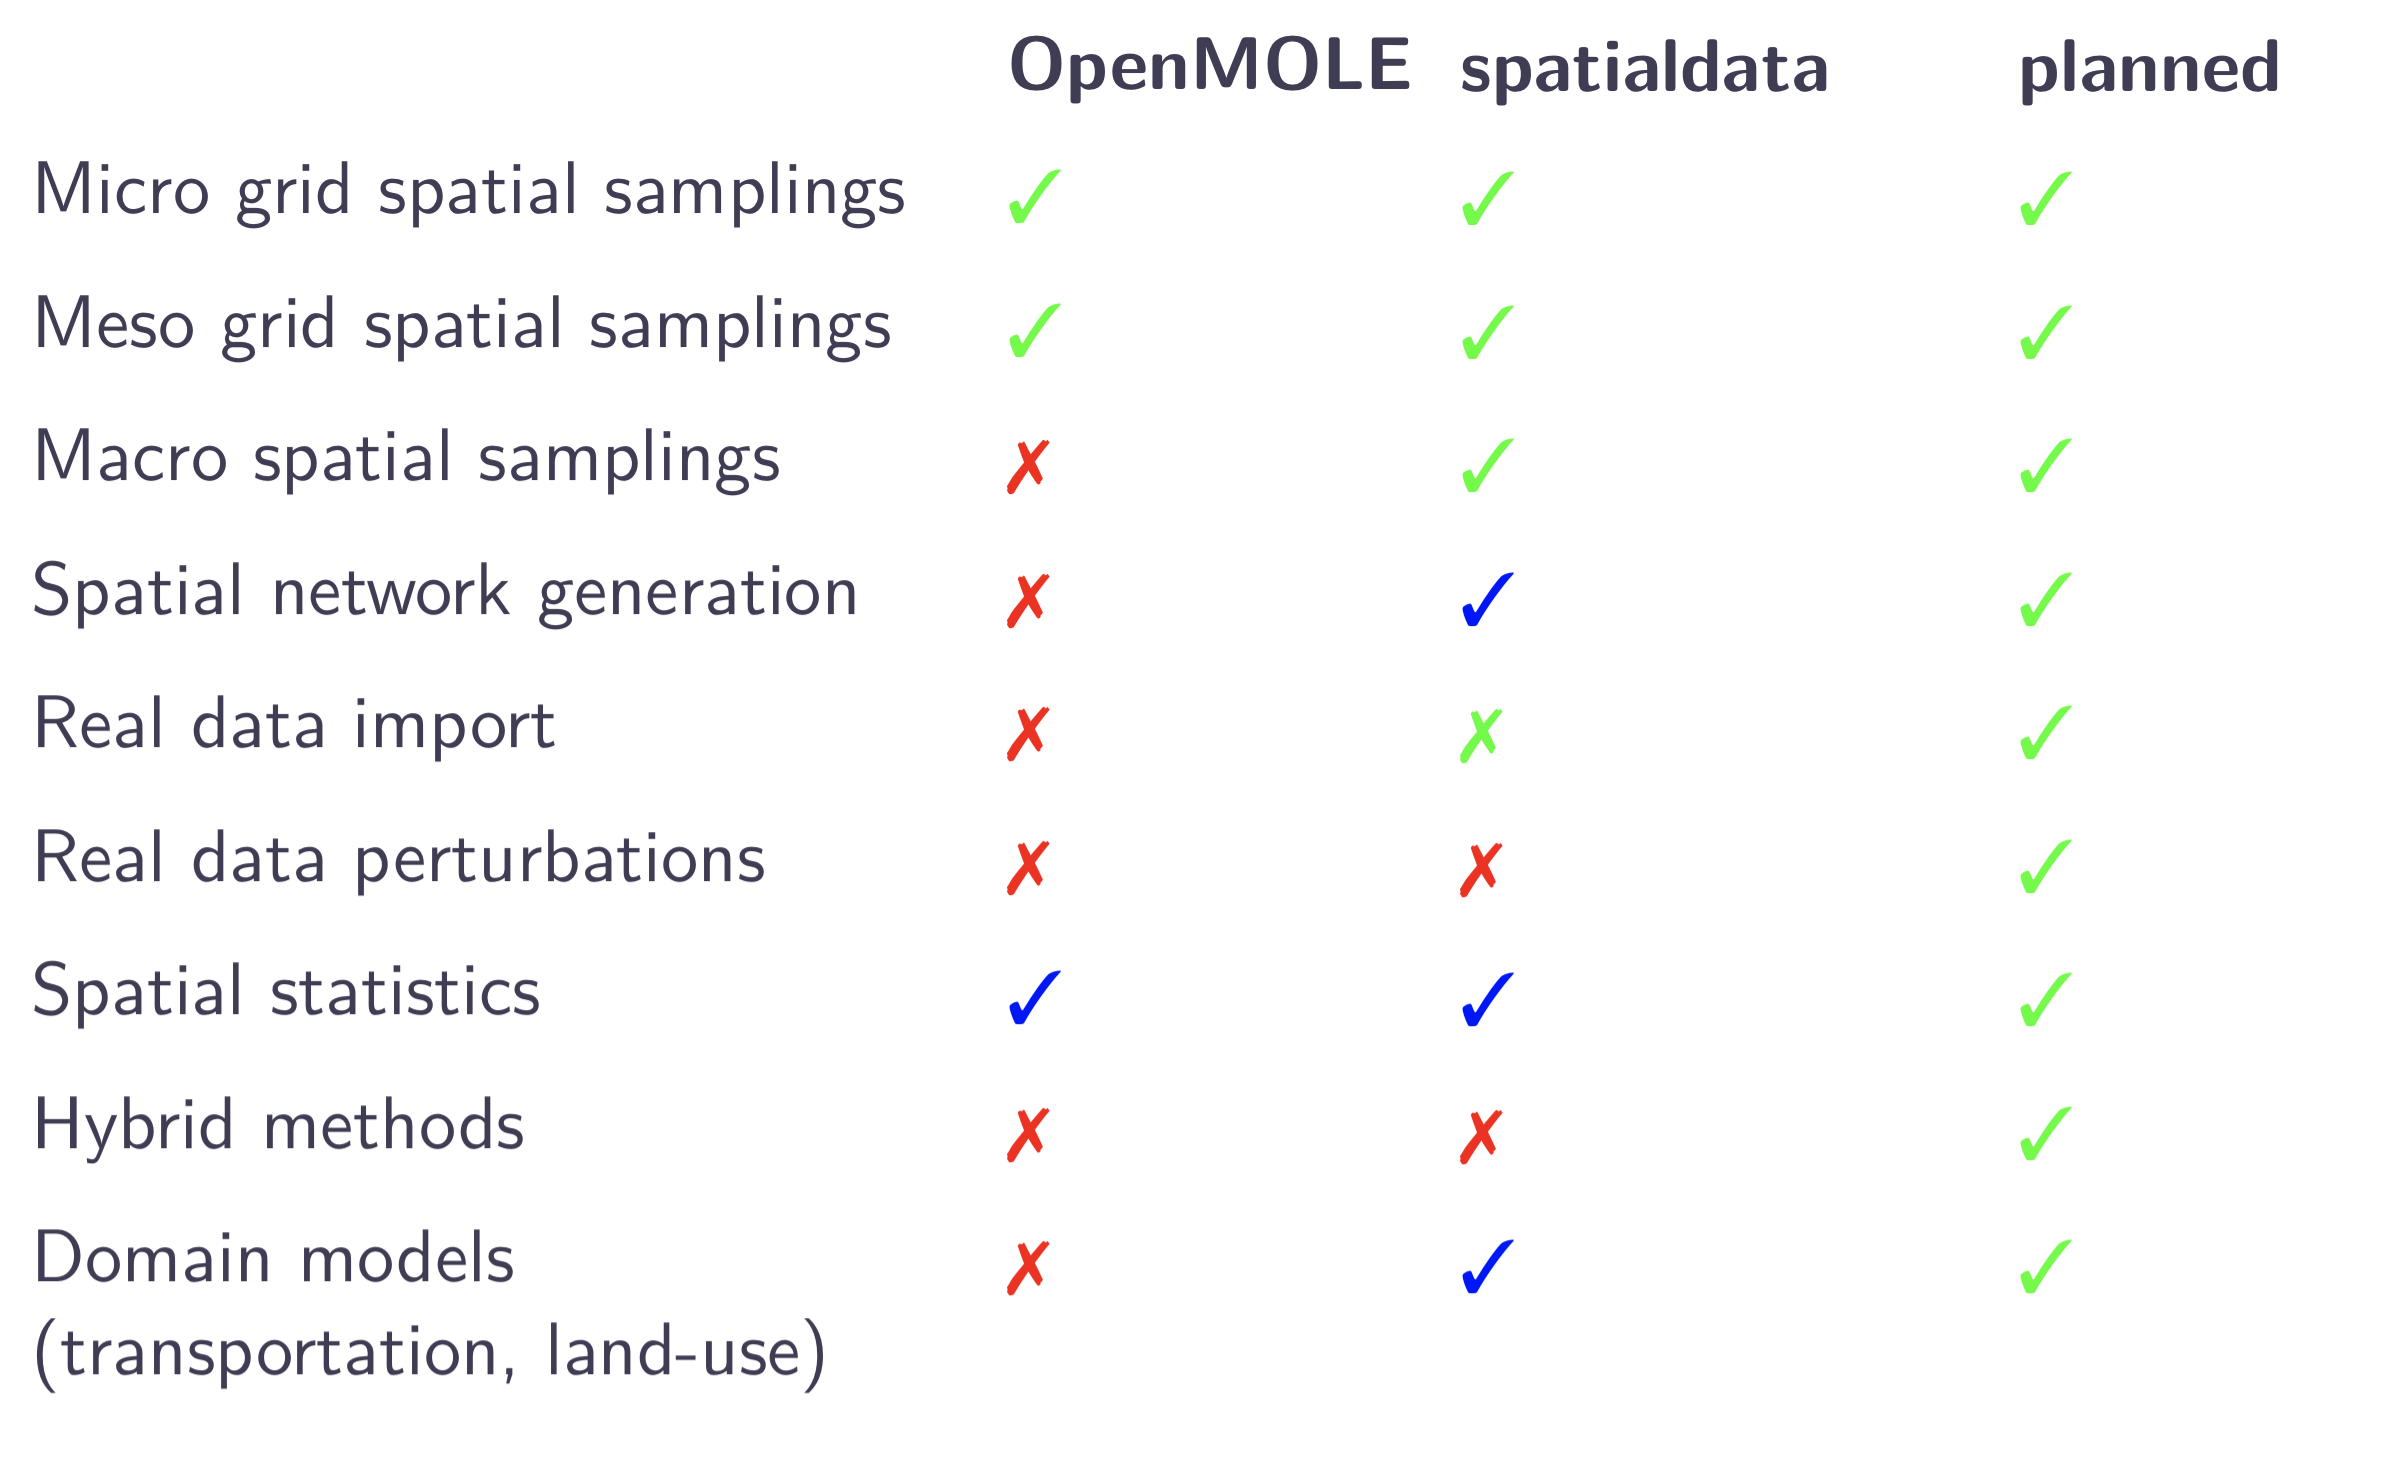 OpenMOLE spatialdata planned
Micro grid spatial samplings ✓ ✓ ✓
Meso grid spatial samplings ✓ ✓ ✓
Macro spatial samplings ✗ ✓ ✓
Spatial network generation ✗ ✓ ✓
Real data import ✗ ✗ ✓
Real data perturbations ✗ ✗ ✓
Spatial statistics ✓ ✓ ✓
Hybrid methods ✗ ✗ ✓
Domain models ✗ ✓ ✓
(transportation, land-use)